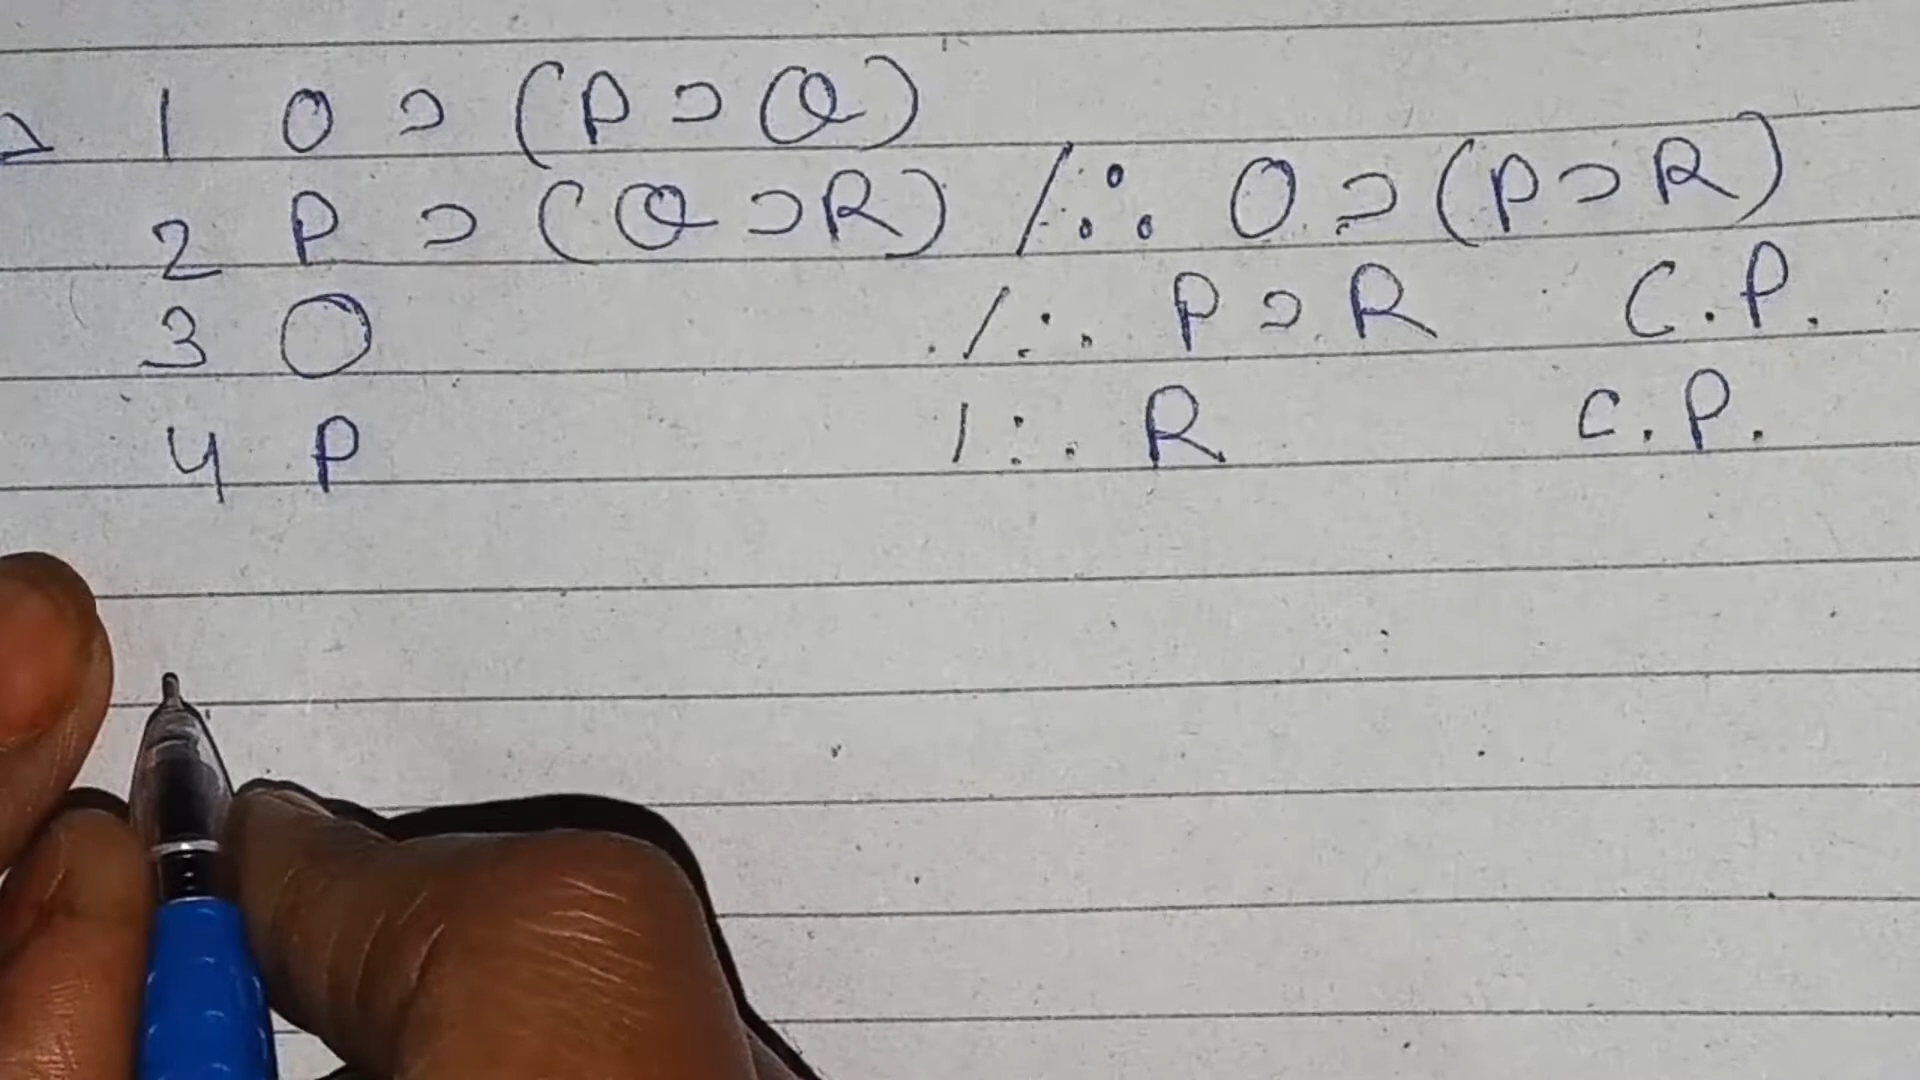 1 O ⊃ (P ⊃ Q)
2 P ⊃ (Q ⊃ R) /∴ O ⊃ (P ⊃ R)
3 O /∴ P ⊃ R C.P.
4 P /∴ R C.P.